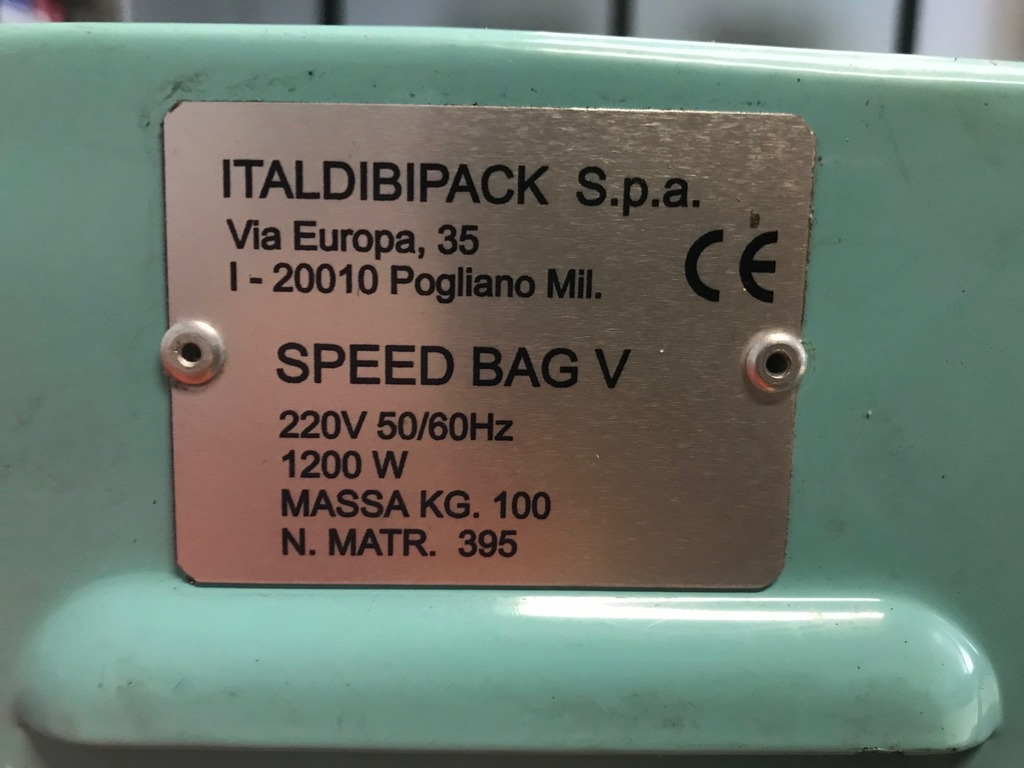 ITALDIBIPACK S.p.a.
Via Europa, 35
I - 20010 Pogliano Mil.
CE
SPEED BAG V
220V 50/60Hz
1200 W
MASSA KG. 100
N. MATR. 395